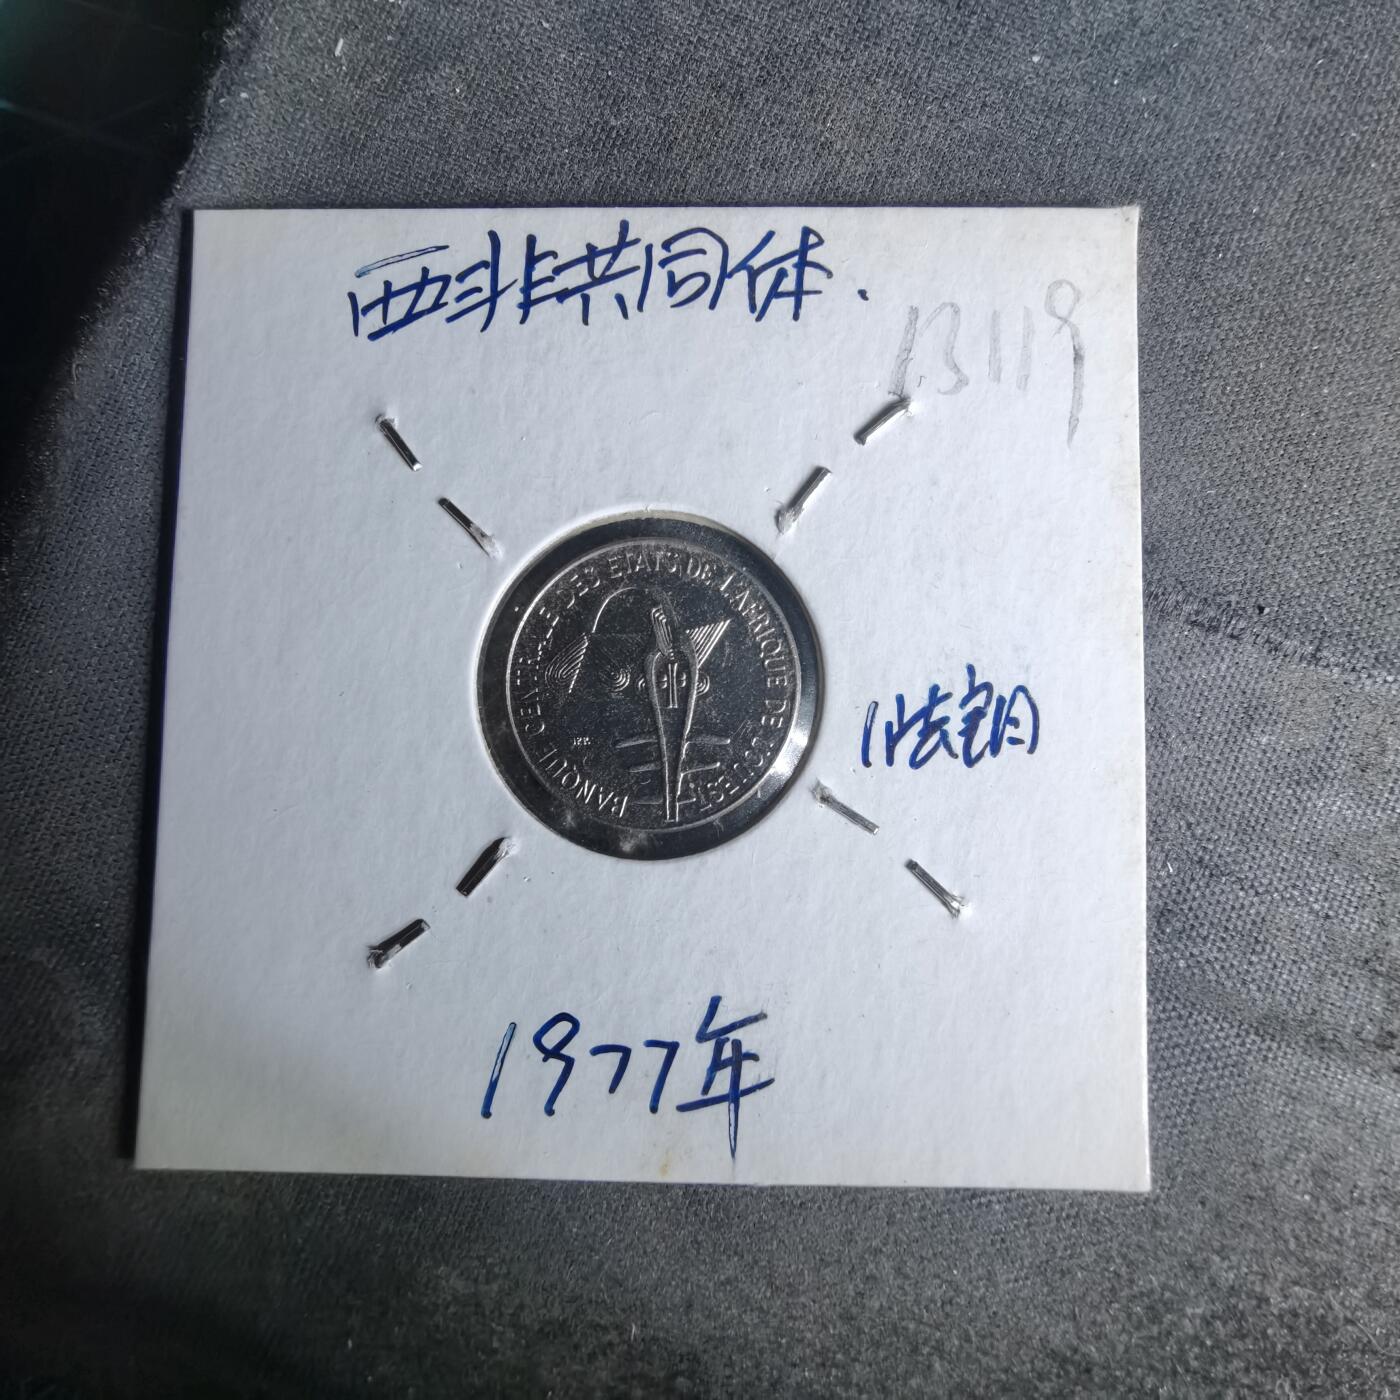 西非共同体.
13119
BANQUE CENTRALE DES ETATS DE L'AFRIQUE DE L'OUEST
1法郎
1977年